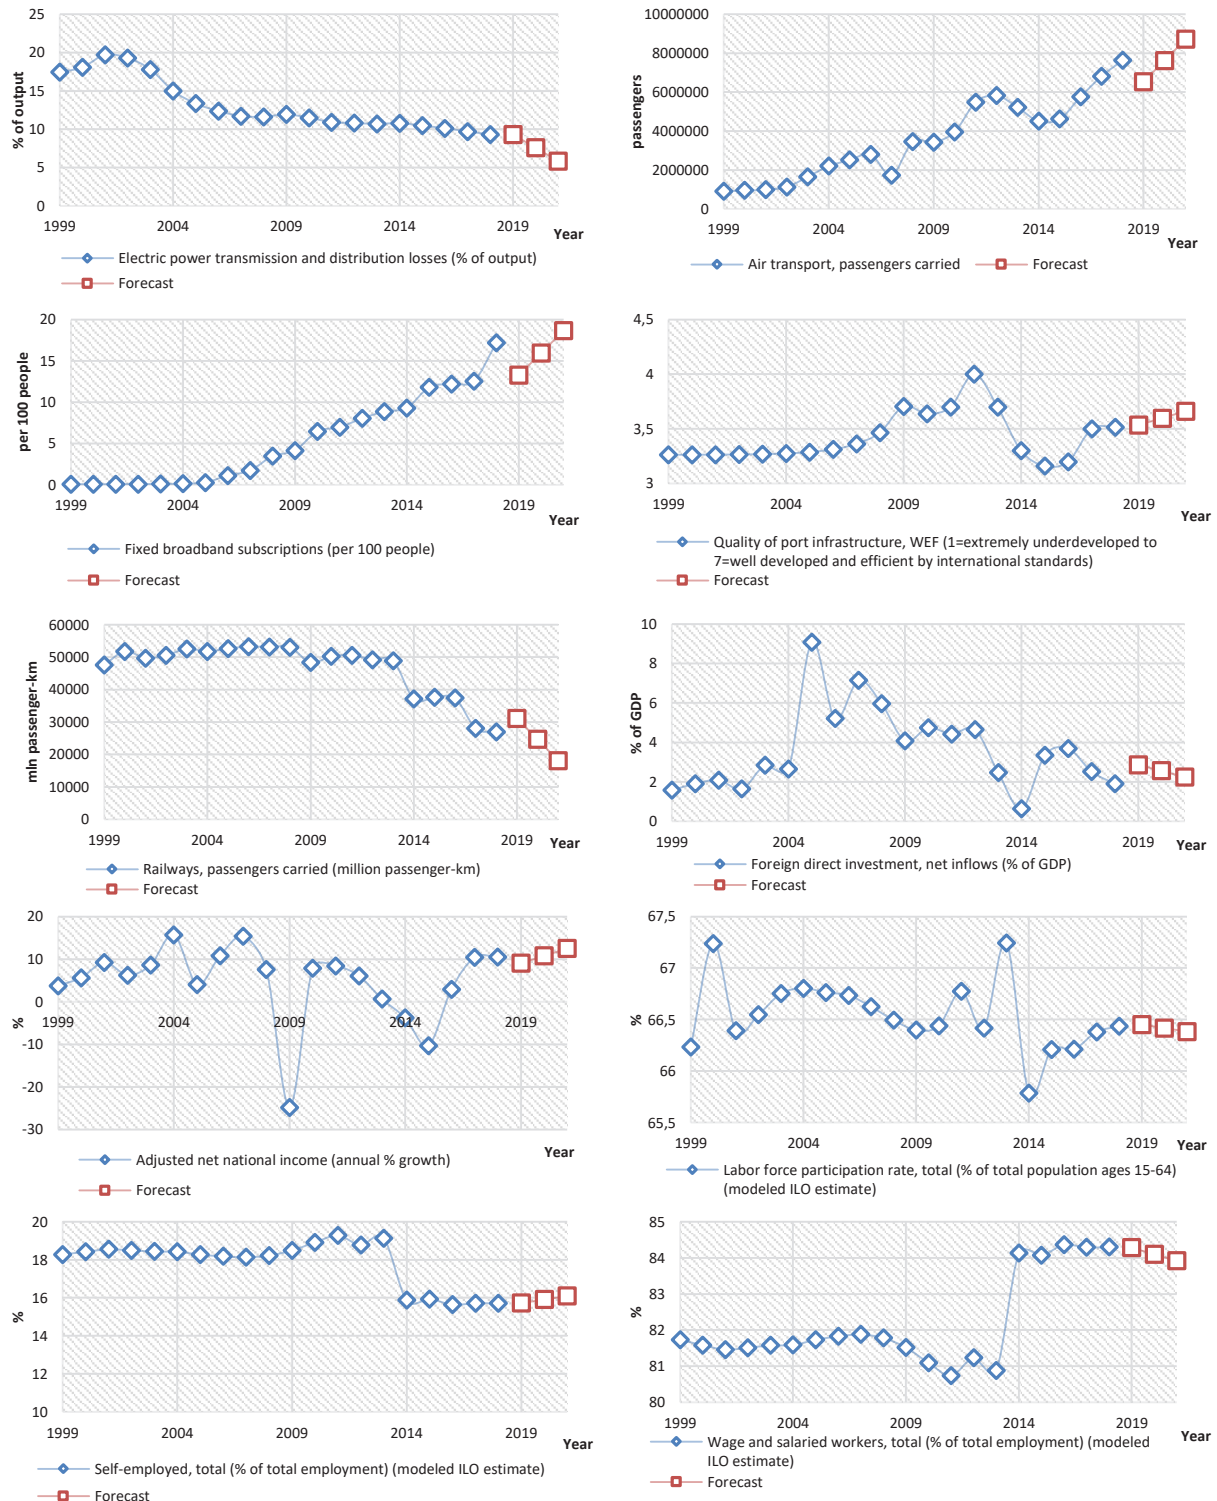 25
20
15
10
5
0
% of output
1999 2004 2009 2014 2019
Year
Electric power transmission and distribution losses (% of output)
Forecast
10000000
8000000
6000000
4000000
2000000
0
passengers
1999 2004 2009 2014 2019
Year
Air transport, passengers carried Forecast
20
15
10
5
0
per 100 people
1999 2004 2009 2014 2019
Year
Fixed broadband subscriptions (per 100 people)
Forecast
4,5
4
3,5
3
1999 2004 2009 2014 2019
Year
Quality of port infrastructure, WEF (1=extremely underdeveloped to
7=well developed and efficient by international standards)
Forecast
60000
50000
40000
30000
20000
10000
0
mln passenger-km
1999 2004 2009 2014 2019
Year
Railways, passengers carried (million passenger-km)
Forecast
10
8
6
4
2
0
% of GDP
1999 2004 2009 2014 2019
Year
Foreign direct investment, net inflows (% of GDP)
Forecast
20
10
0
-10
-20
-30
%
1999 2004 2009 2014 2019
Year
Adjusted net national income (annual % growth)
Forecast
67,5
67
66,5
66
65,5
%
1999 2004 2009 2014 2019
Year
Labor force participation rate, total (% of total population ages 15-64)
(modeled ILO estimate)
20
18
16
14
12
10
%
1999 2004 2009 2014 2019
Year
Self-employed, total (% of total employment) (modeled ILO estimate)
Forecast
85
84
83
82
81
80
%
1999 2004 2009 2014 2019
Year
Wage and salaried workers, total (% of total employment) (modeled
ILO estimate)
Forecast